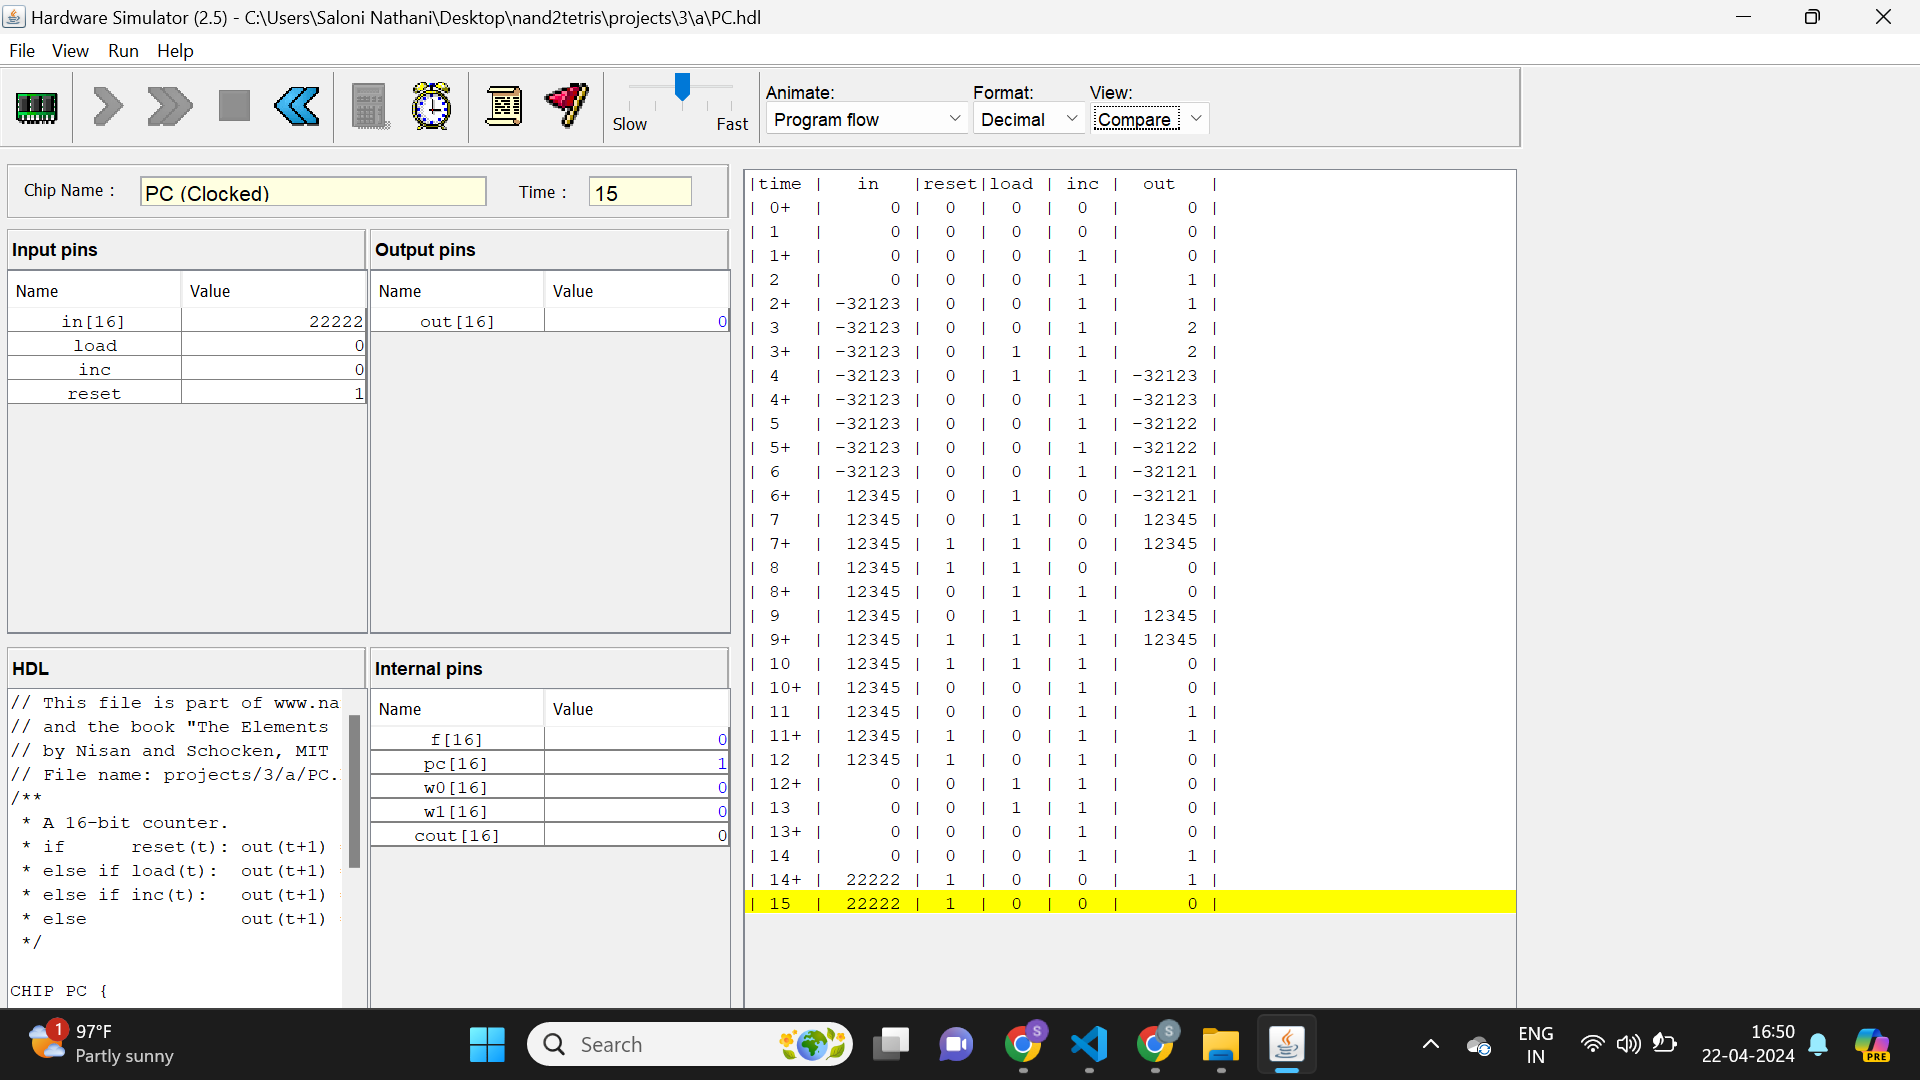 Hardware Simulator (2.5) - C:\Users\Saloni Nathani\Desktop\nand2tetris\projects\3\a\PC.hdl
File View Run Help
Slow Fast
Animate: Format: View:
Program flow Decimal Compare
Chip Name : PC (Clocked) Time : 15
Input pins
Name Value
in[16] 22222
load 0
inc 0
reset 1
Output pins
Name Value
out[16] 0
HDL
// This file is part of www.na
// and the book "The Elements
// by Nisan and Schocken, MIT
// File name: projects/3/a/PC.
/**
* A 16-bit counter.
* if reset(t): out(t+1)
* else if load(t): out(t+1)
* else if inc(t): out(t+1)
* else out(t+1)
*/
CHIP PC {
Internal pins
Name Value
f[16] 0
pc[16] 1
w0[16] 0
w1[16] 0
cout[16] 0
|time | in |reset|load | inc | out |
| 0+ | 0 | 0 | 0 | 0 | 0 |
| 1 | 0 | 0 | 0 | 0 | 0 |
| 1+ | 0 | 0 | 0 | 1 | 0 |
| 2 | 0 | 0 | 0 | 1 | 1 |
| 2+ | -32123 | 0 | 0 | 1 | 1 |
| 3 | -32123 | 0 | 0 | 1 | 2 |
| 3+ | -32123 | 0 | 1 | 1 | 2 |
| 4 | -32123 | 0 | 1 | 1 | -32123 |
| 4+ | -32123 | 0 | 0 | 1 | -32123 |
| 5 | -32123 | 0 | 0 | 1 | -32122 |
| 5+ | -32123 | 0 | 0 | 1 | -32122 |
| 6 | -32123 | 0 | 0 | 1 | -32121 |
| 6+ | 12345 | 0 | 1 | 0 | -32121 |
| 7 | 12345 | 0 | 1 | 0 | 12345 |
| 7+ | 12345 | 1 | 1 | 0 | 12345 |
| 8 | 12345 | 1 | 1 | 0 | 0 |
| 8+ | 12345 | 0 | 1 | 1 | 0 |
| 9 | 12345 | 0 | 1 | 1 | 12345 |
| 9+ | 12345 | 1 | 1 | 1 | 12345 |
| 10 | 12345 | 1 | 1 | 1 | 0 |
| 10+ | 12345 | 0 | 0 | 1 | 0 |
| 11 | 12345 | 0 | 0 | 1 | 1 |
| 11+ | 12345 | 1 | 0 | 1 | 1 |
| 12 | 12345 | 1 | 0 | 1 | 0 |
| 12+ | 0 | 0 | 1 | 1 | 0 |
| 13 | 0 | 0 | 1 | 1 | 0 |
| 13+ | 0 | 0 | 0 | 1 | 0 |
| 14 | 0 | 0 | 0 | 1 | 1 |
| 14+ | 22222 | 1 | 0 | 0 | 1 |
| 15 | 22222 | 1 | 0 | 0 | 0 |
1
97°F
Partly sunny
Search
S
S
ENG
IN
16:50
22-04-2024
PRE